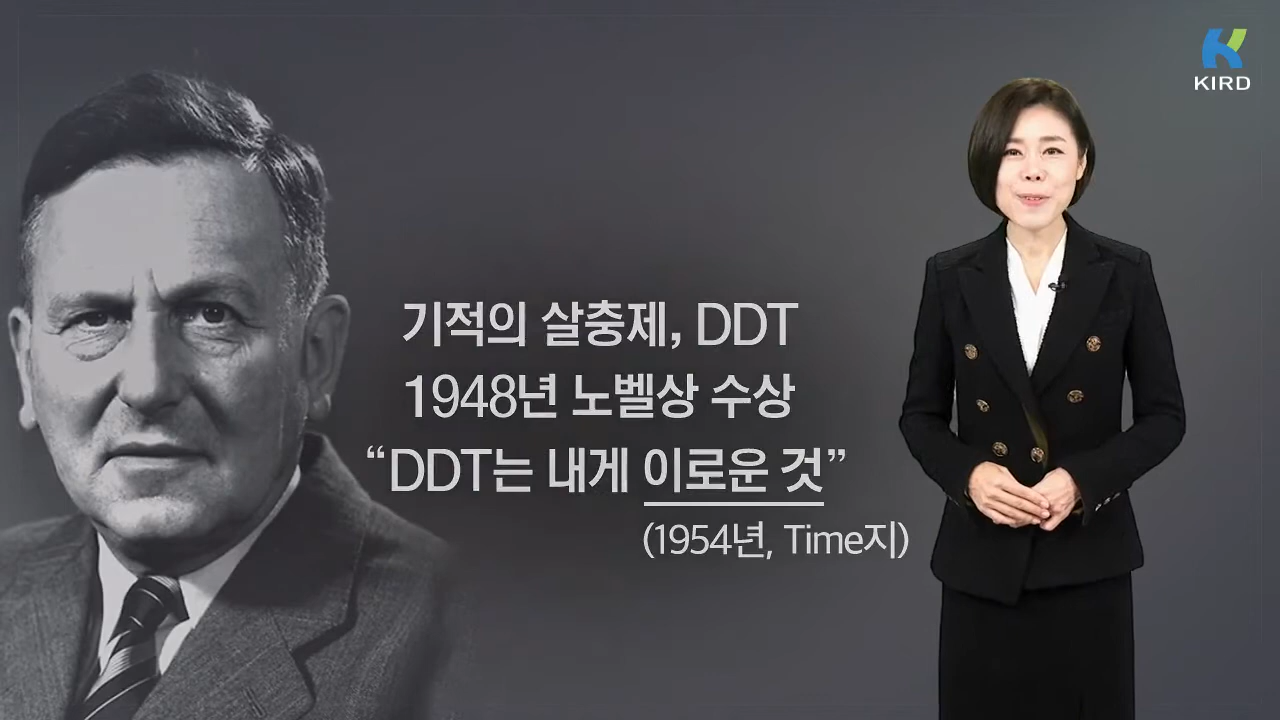 KIRD
기적의 살충제, DDT
1948년 노벨상 수상
“DDT는 내게 이로운 것”
(1954년, Time지)